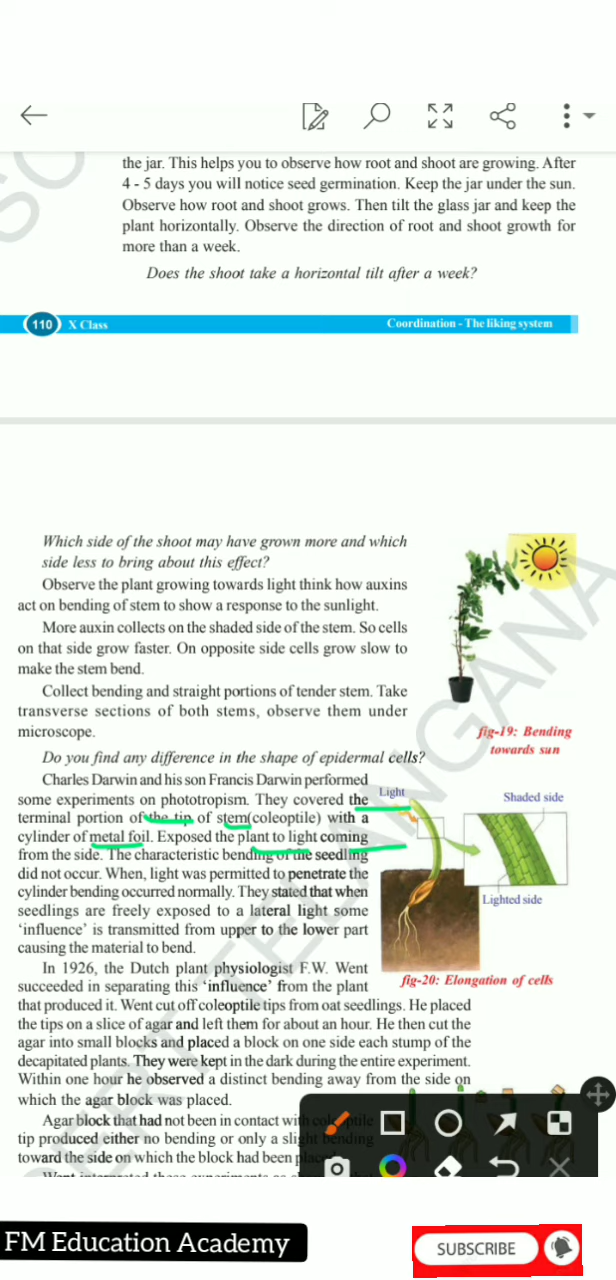 the jar. This helps you to observe how root and shoot are growing. After
4 - 5 days you will notice seed germination. Keep the jar under the sun.
Observe how root and shoot grows. Then tilt the glass jar and keep the
plant horizontally. Observe the direction of root and shoot growth for
more than a week.
Does the shoot take a horizontal tilt after a week?
110 X Class
Coordination - The liking system
Which side of the shoot may have grown more and which
side less to bring about this effect?
Observe the plant growing towards light think how auxins
act on bending of stem to show a response to the sunlight.
More auxin collects on the shaded side of the stem. So cells
on that side grow faster. On opposite side cells grow slow to
make the stem bend.
Collect bending and straight portions of tender stem. Take
transverse sections of both stems, observe them under
microscope.
fig-19: Bending
towards sun
Do you find any difference in the shape of epidermal cells?
Charles Darwin and his son Francis Darwin performed
some experiments on phototropism. They covered the
terminal portion of the tip of stem(coleoptile) with a
cylinder of metal foil. Exposed the plant to light coming
from the side. The characteristic bending of the seedling
did not occur. When, light was permitted to penetrate the
cylinder bending occurred normally. They stated that when
seedlings are freely exposed to a lateral light some
‘influence’ is transmitted from upper to the lower part
causing the material to bend.
Light
Shaded side
Lighted side
fig-20: Elongation of cells
In 1926, the Dutch plant physiologist F.W. Went
succeeded in separating this ‘influence’ from the plant
that produced it. Went cut off coleoptile tips from oat seedlings. He placed
the tips on a slice of agar and left them for about an hour. He then cut the
agar into small blocks and placed a block on one side each stump of the
decapitated plants. They were kept in the dark during the entire experiment.
Within one hour he observed a distinct bending away from the side on
which the agar block was placed.
Agar block that had not been in contact with coleoptile
tip produced either no bending or only a slight bending
toward the side on which the block had been
TELANGANA
FM Education Academy
SUBSCRIBE